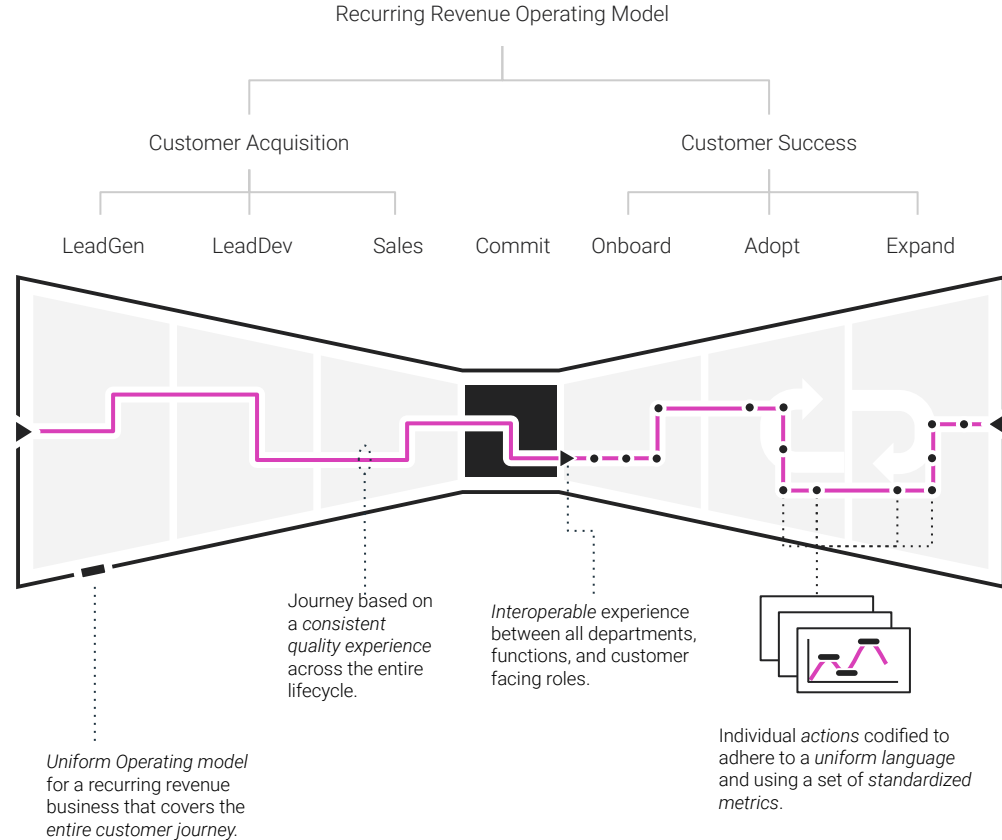 Recurring Revenue Operating Model
Customer Acquisition
Customer Success
LeadGen
LeadDev
Sales
Commit
Onboard
Adopt
Expand
Journey based on
a consistent
quality experience
across the entire
lifecycle.
Interoperable experience
between all departments,
functions, and customer
facing roles.
Uniform Operating model
for a recurring revenue
business that covers the
entire customer journey.
Individual actions codified to
adhere to a uniform language
and using a set of standardized
metrics.